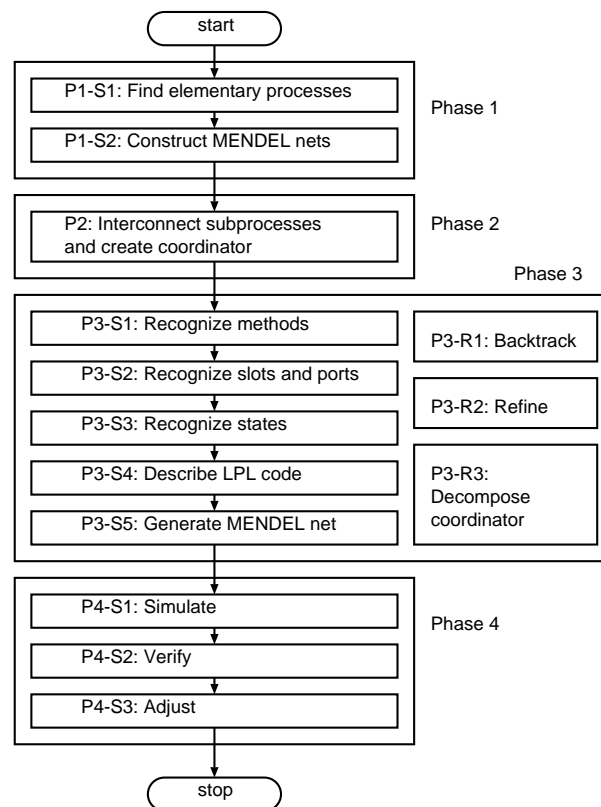 start
P1-S1: Find elementary processes
P1-S2: Construct MENDEL nets
Phase 1
P2: Interconnect subprocesses
and create coordinator
Phase 2
Phase 3
P3-S1: Recognize methods
P3-S2: Recognize slots and ports
P3-S3: Recognize states
P3-S4: Describe LPL code
P3-S5: Generate MENDEL net
P3-R1: Backtrack
P3-R2: Refine
P3-R3:
Decompose
coordinator
P4-S1: Simulate
P4-S2: Verify
P4-S3: Adjust
Phase 4
stop